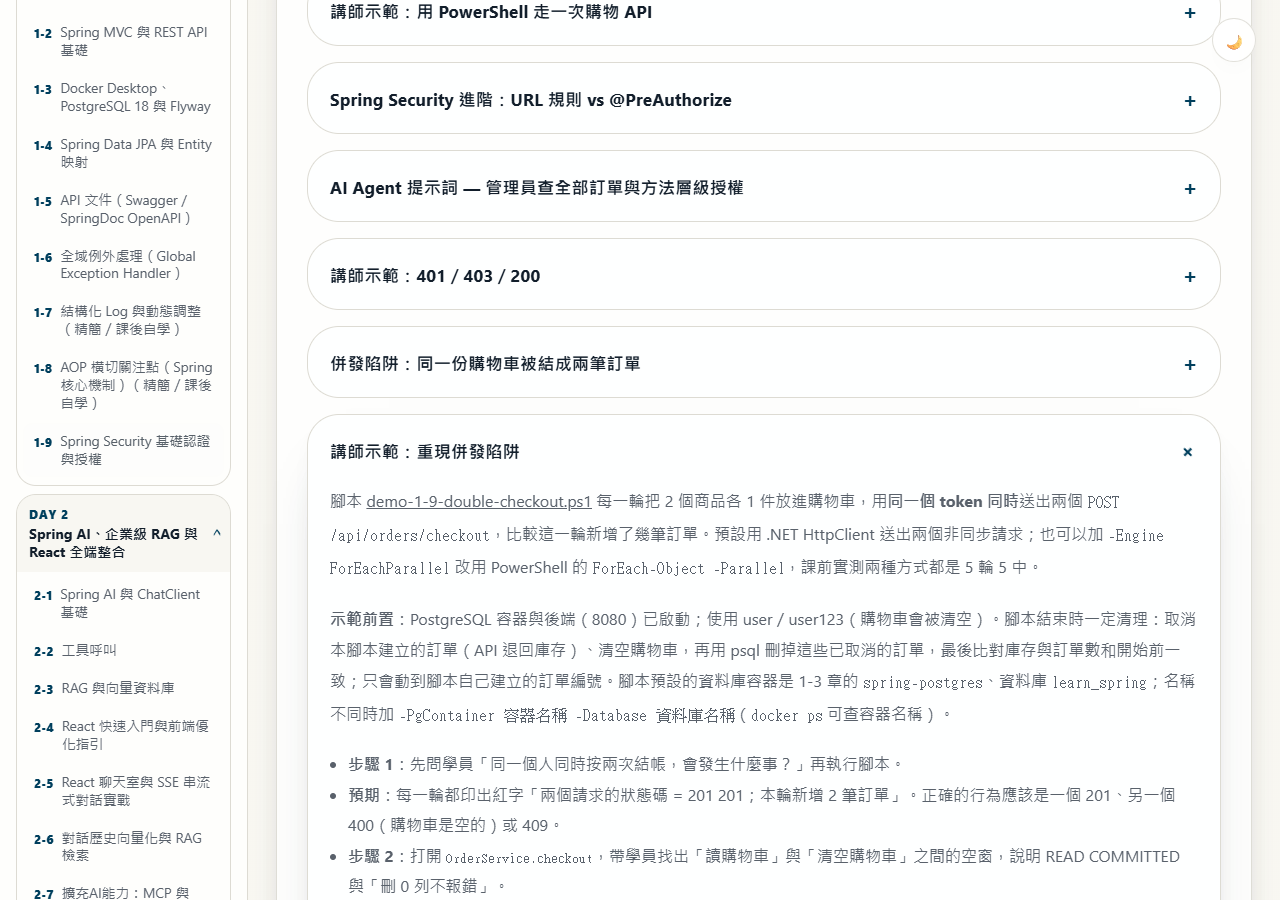 1-2 Spring MVC 與 REST API
基礎
1-3 Docker Desktop、
PostgreSQL 18 與 Flyway
1-4 Spring Data JPA 與 Entity
映射
1-5 API 文件（Swagger /
SpringDoc OpenAPI）
1-6 全域例外處理（Global
Exception Handler）
1-7 結構化 Log 與動態調整
（精簡 / 課後自學）
1-8 AOP 橫切關注點（Spring
核心機制）（精簡 / 課後
自學）
1-9 Spring Security 基礎認證
與授權
DAY 2
Spring AI、企業級 RAG 與
React 全端整合
2-1 Spring AI 與 ChatClient
基礎
2-2 工具呼叫
2-3 RAG 與向量資料庫
2-4 React 快速入門與前端優
化指引
2-5 React 聊天室與 SSE 串流
式對話實戰
2-6 對話歷史向量化與 RAG
檢索
2-7 擴充AI能力：MCP 與
講師示範：用 PowerShell 走一次購物 API +
Spring Security 進階：URL 規則 vs @PreAuthorize +
AI Agent 提示詞 — 管理員查全部訂單與方法層級授權 +
講師示範：401 / 403 / 200 +
併發陷阱：同一份購物車被結成兩筆訂單 +
講師示範：重現併發陷阱 ×
腳本 demo-1-9-double-checkout.ps1 每一輪把 2 個商品各 1 件放進購物車，用同一個 token 同時送出兩個 POST
/api/orders/checkout，比較這一輪新增了幾筆訂單。預設用 .NET HttpClient 送出兩個非同步請求；也可以加 -Engine
ForEachParallel 改用 PowerShell 的 ForEach-Object -Parallel，課前實測兩種方式都是 5 輪 5 中。
示範前置：PostgreSQL 容器與後端（8080）已啟動；使用 user / user123（購物車會被清空）。腳本結束時一定清理：取消
本腳本建立的訂單（API 退回庫存）、清空購物車，再用 psql 刪掉這些已取消的訂單，最後比對庫存與訂單數和開始前一
致；只會動到腳本自己建立的訂單編號。腳本預設的資料庫容器是 1-3 章的 spring-postgres、資料庫 learn_spring；名稱
不同時加 -PgContainer 容器名稱 -Database 資料庫名稱（docker ps 可查容器名稱）。
• 步驟 1：先問學員「同一個人同時按兩次結帳，會發生什麼事？」再執行腳本。
• 預期：每一輪都印出紅字「兩個請求的狀態碼 = 201 201；本輪新增 2 筆訂單」。正確的行為應該是一個 201、另一個
400（購物車是空的）或 409。
• 步驟 2：打開 OrderService.checkout，帶學員找出「讀購物車」與「清空購物車」之間的空窗，說明 READ COMMITTED
與「刪 0 列不報錯」。